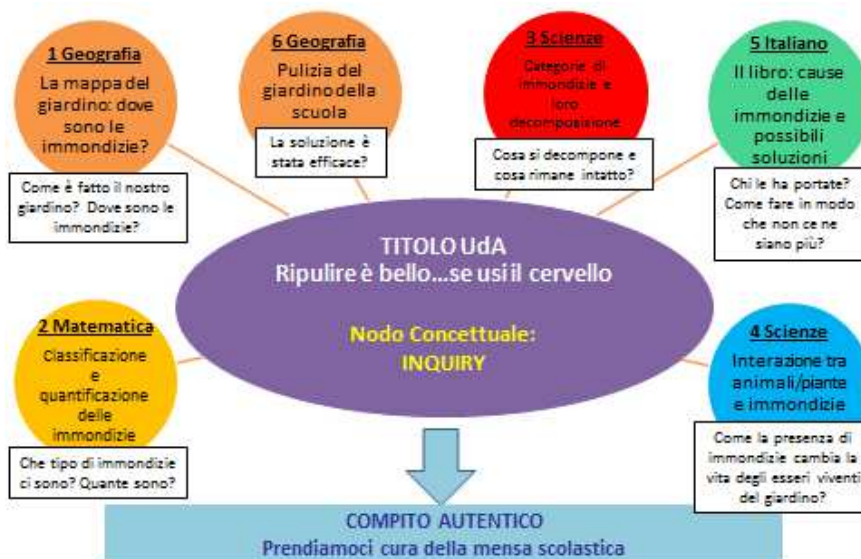 1 Geografia
La mappa del
giardino: dove
sono le
immondizie?
Come è fatto il nostro
giardino? Dove sono le
immondizie?
6 Geografia
Pulizia del
giardino della
scuola
La soluzione è
stata efficace?
3 Scienze
Categorie di
immondizie e
loro
decomposizione
Cosa si decompone e
cosa rimane intatto?
5 Italiano
Il libro: cause
delle
immondizie e
possibili
soluzioni
Chi le ha portate?
Come fare in modo
che non ce ne
siano più?
TITOLO UdA
Ripulire è bello...se usi il cervello
Nodo Concettuale:
INQUIRY
2 Matematica
Classificazione
e
quantificazione
delle
immondizie
Che tipo di immondizie
ci sono? Quante sono?
4 Scienze
Interazione tra
animali/piante
e immondizie
Come la presenza di
immondizie cambia la
vita degli esseri viventi
del giardino?
COMPITO AUTENTICO
Prendiamoci cura della mensa scolastica